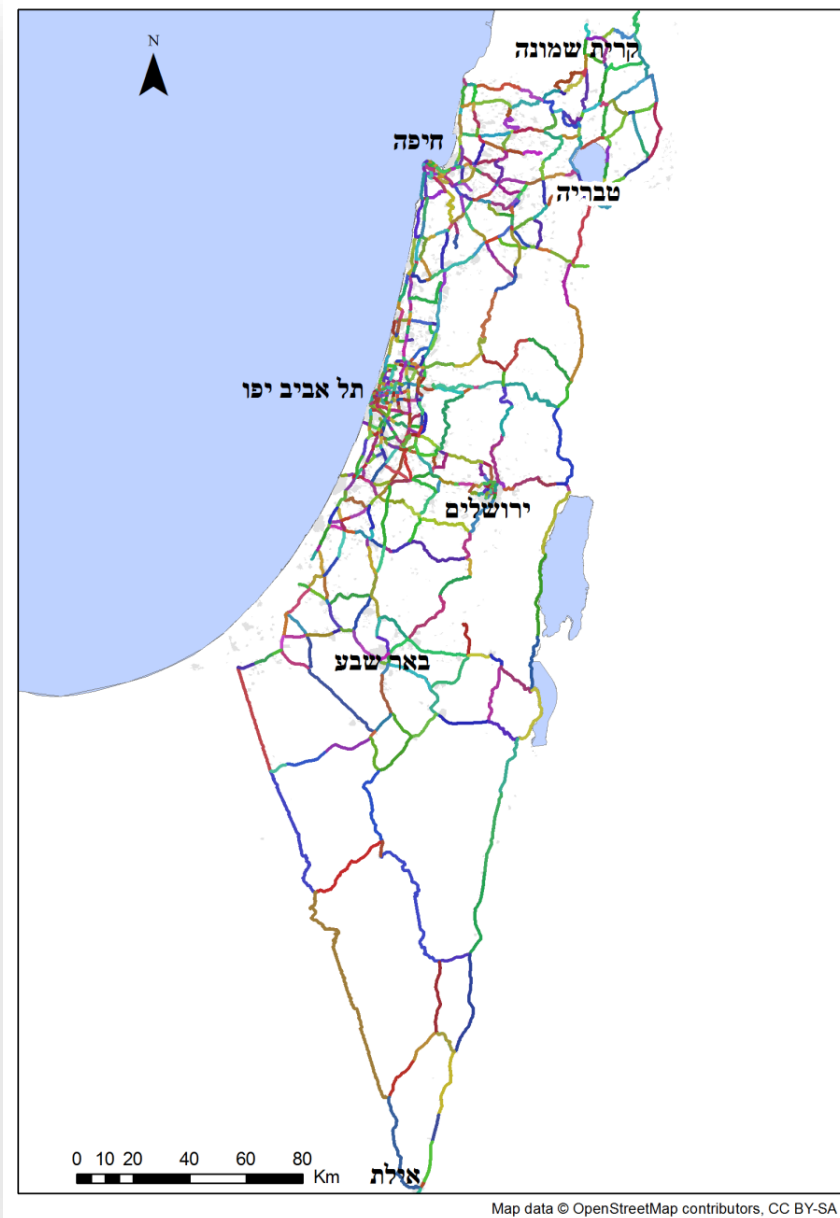 N
קרית שמונה
חיפה
טבריה
תל אביב יפו
ירושלים
באר שבע
0 10 20 40 60 80
Km
אילת
Map data © OpenStreetMap contributors, CC BY-SA